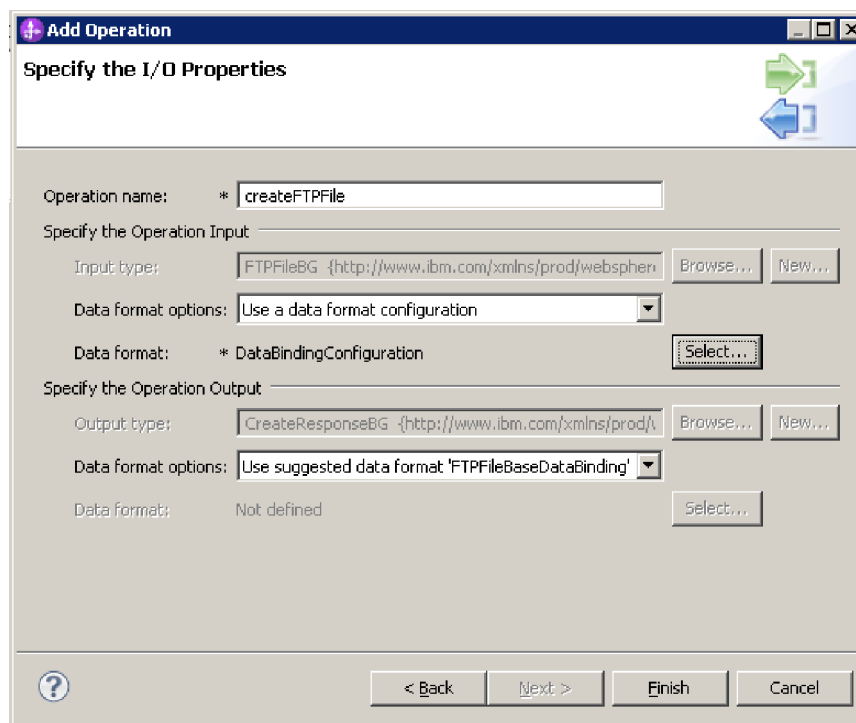 Add Operation
Specify the I/O Properties
Operation name: * createFTPFile
Specify the Operation Input
Input type: FTPFileBG {http://www.ibm.com/xmlns/prod/websphere Browse... New...
Data format options: Use a data format configuration
Data format: * DataBindingConfiguration Select...
Specify the Operation Output
Output type: CreateResponseBG {http://www.ibm.com/xmlns/prod/ Browse... New...
Data format options: Use suggested data format 'FTPFileBaseDataBinding'
Data format: Not defined Select...
? < Back Next > Finish Cancel